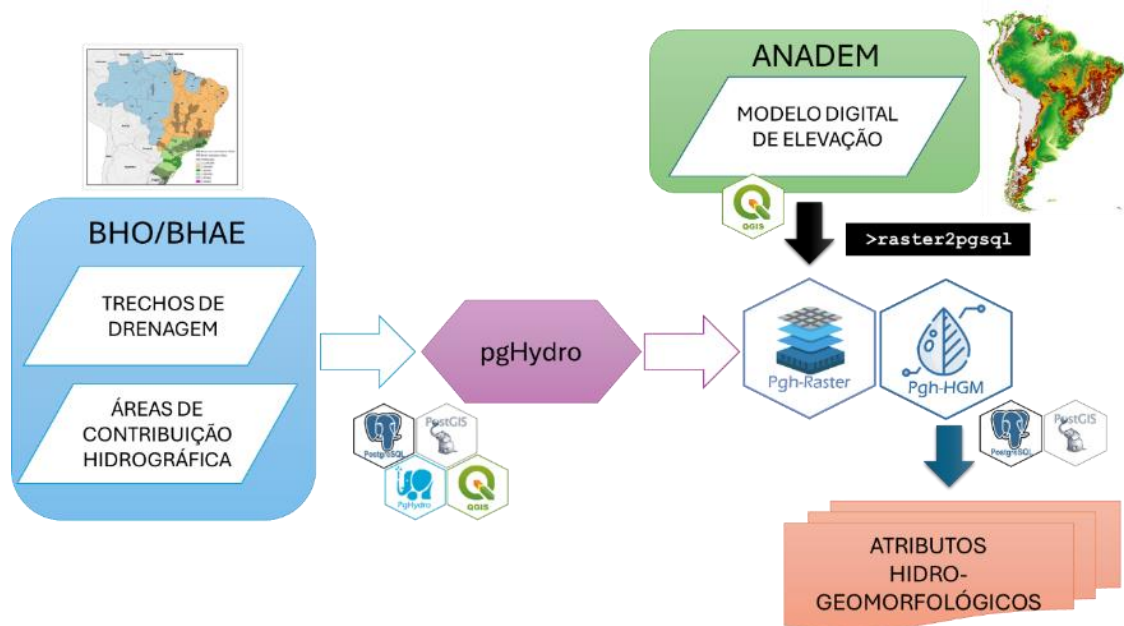 ANADEM
MODELO DIGITAL
DE ELEVAÇÃO
QGIS
>raster2pgsql
BHO/BHAE
TRECHOS DE
DRENAGEM
ÁREAS DE
CONTRIBUIÇÃO
HIDROGRÁFICA
pgHydro
PostgreSQL
PostGIS
PgHydro
QGIS
Pgh-Raster
Pgh-HGM
PostgreSQL
PostGIS
ATRIBUTOS
HIDRO-
GEOMORFOLÓGICOS